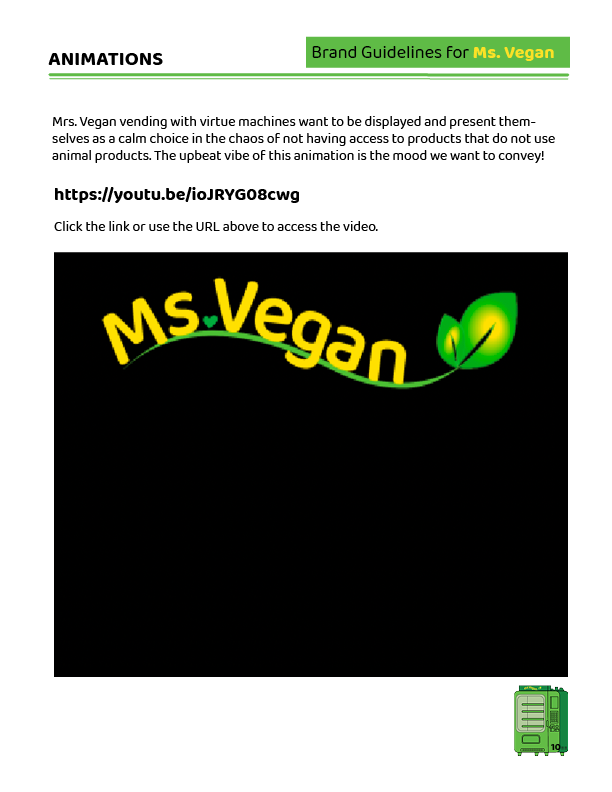 ANIMATIONS
Brand Guidelines for Ms. Vegan
Mrs. Vegan vending with virtue machines want to be displayed and present them-
selves as a calm choice in the chaos of not having access to products that do not use
animal products. The upbeat vibe of this animation is the mood we want to convey!
https://youtu.be/ioJRYG08cwg
Click the link or use the URL above to access the video.
Ms Vegan
10